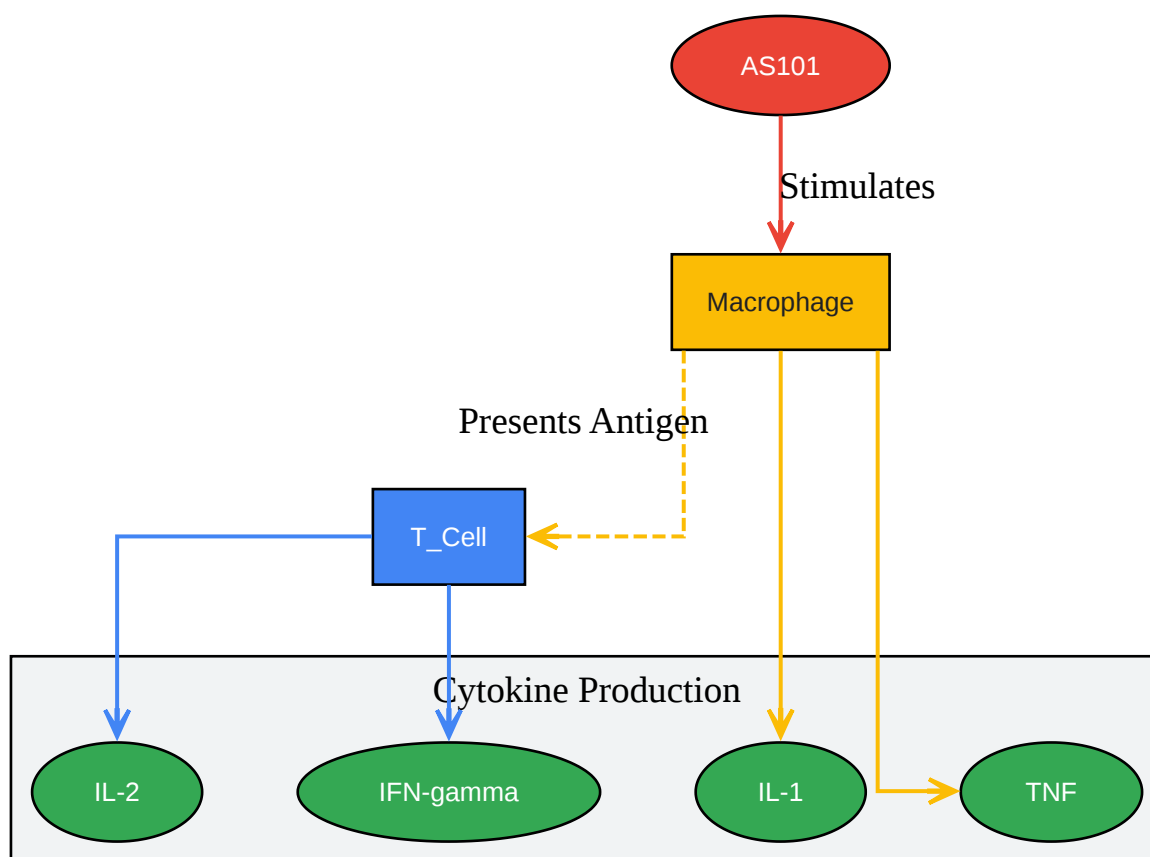 AS101
Stimulates
Macrophage
Presents Antigen
T_Cell
Cytokine Production
IL-2
IFN-gamma
IL-1
TNF